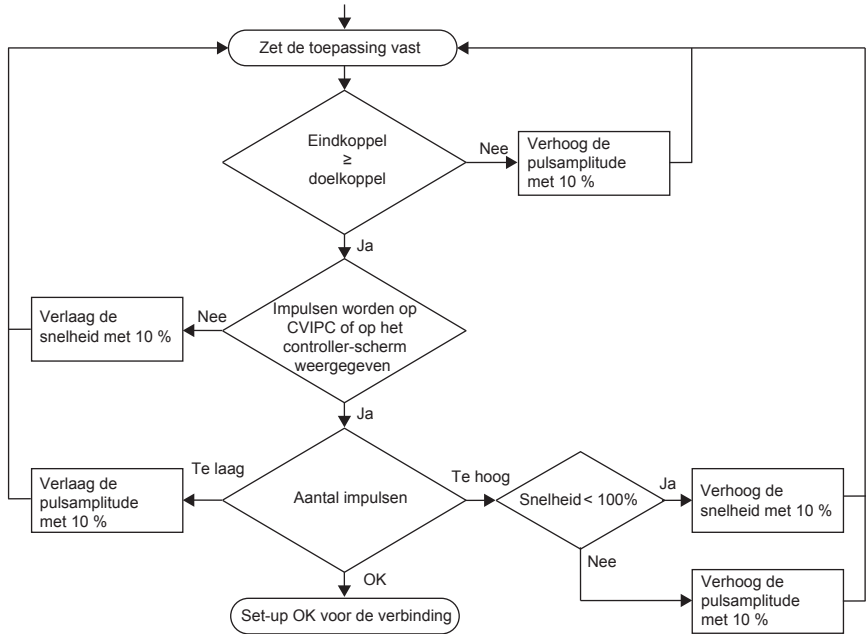 Zet de toepassing vast
Eindkoppel
≥
doelkoppel
Nee
Verhoog de
pulsamplitude
met 10 %
Ja
Impulsen worden op
CVIPC of op het
controller-scherm
weergegeven
Nee
Verlaag de
snelheid met 10 %
Ja
Aantal impulsen
Te laag
Verlaag de
pulsamplitude
met 10 %
Te hoog
Snelheid < 100%
Ja
Verhoog de
snelheid met 10 %
Nee
Verhoog de
pulsamplitude
met 10 %
OK
Set-up OK voor de verbinding